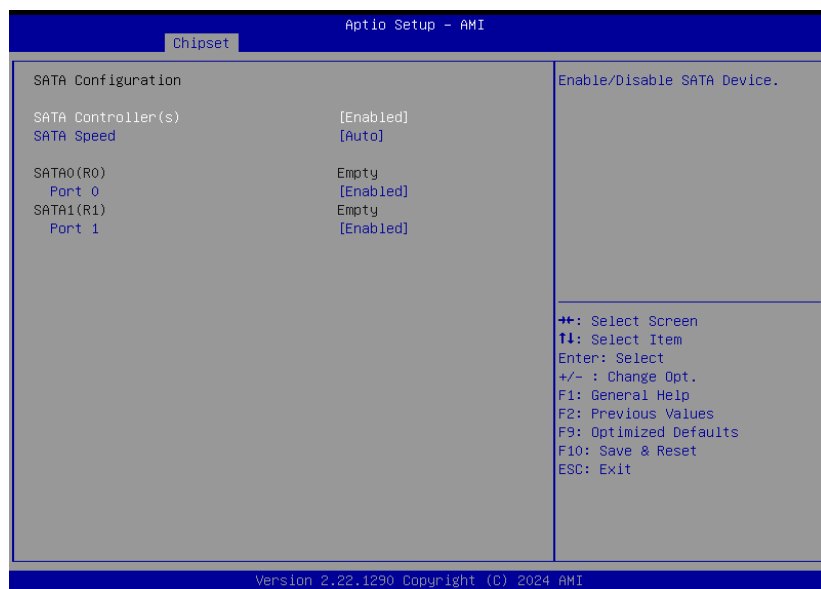 Aptio Setup – AMI
Chipset
SATA Configuration
SATA Controller(s) [Enabled]
SATA Speed [Auto]
SATA0(R0) Empty
Port 0 [Enabled]
SATA1(R1) Empty
Port 1 [Enabled]
Enable/Disable SATA Device.
→←: Select Screen
↑↓: Select Item
Enter: Select
+/- : Change Opt.
F1: General Help
F2: Previous Values
F9: Optimized Defaults
F10: Save & Reset
ESC: Exit
Version 2.22.1290 Copyright (C) 2024 AMI